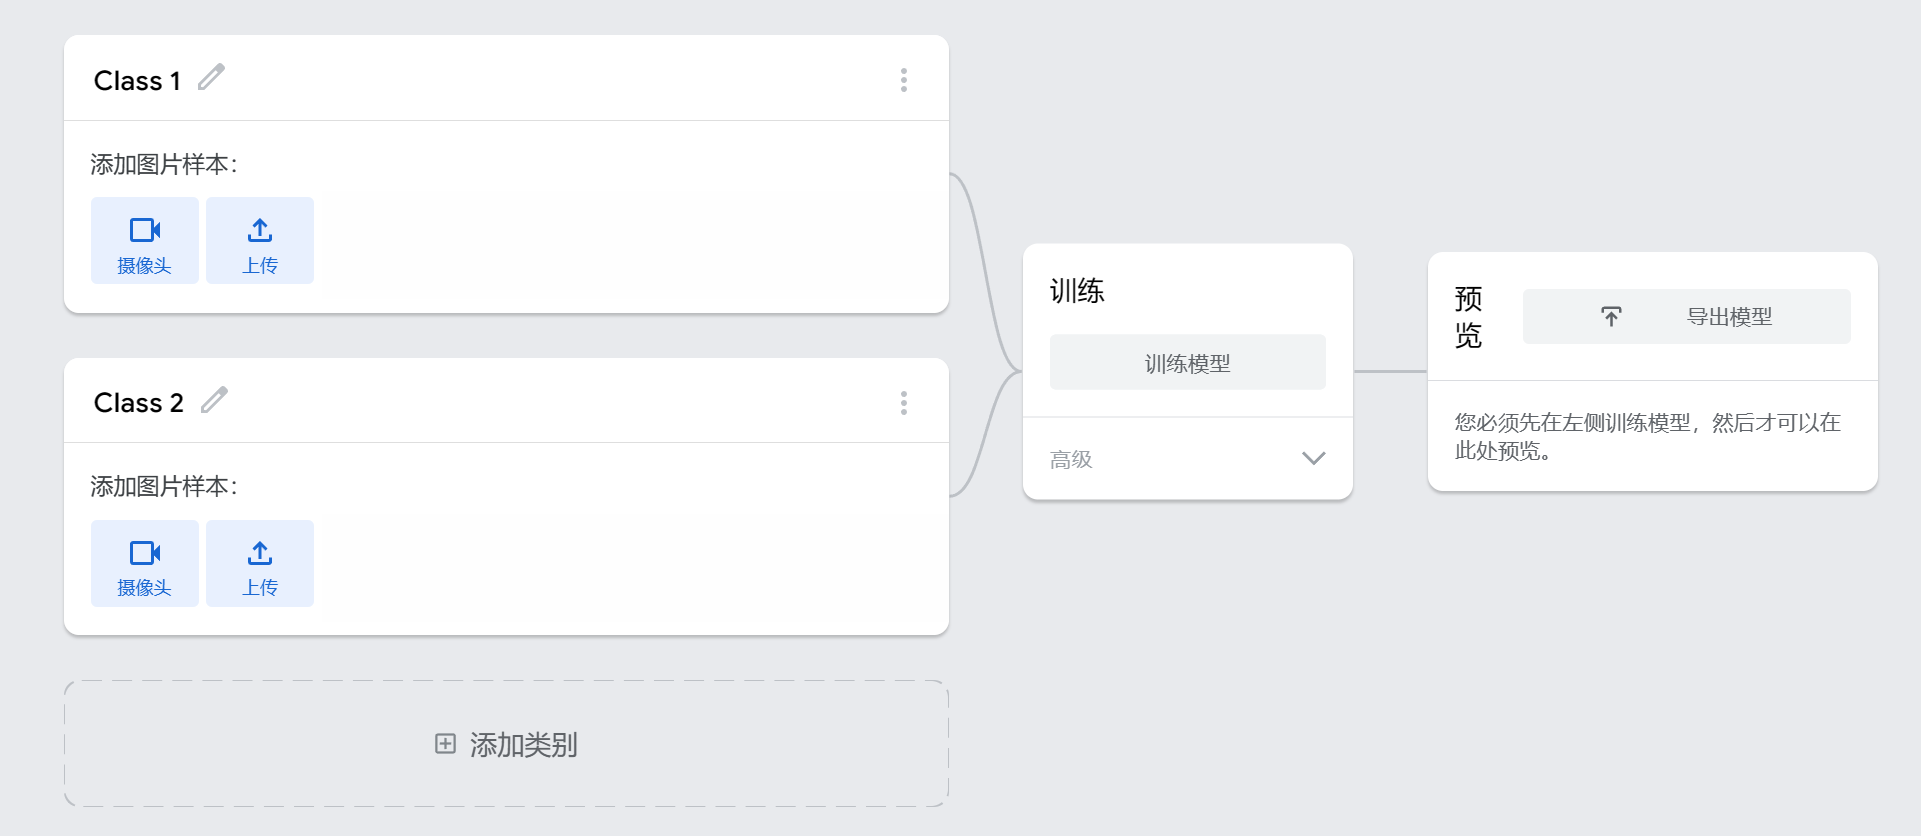 Class 1
添加图片样本：
摄像头
上传
Class 2
添加图片样本：
摄像头
上传
添加类别
训练
训练模型
高级
预
览
导出模型
您必须先在左侧训练模型，然后才可以在
此处预览。